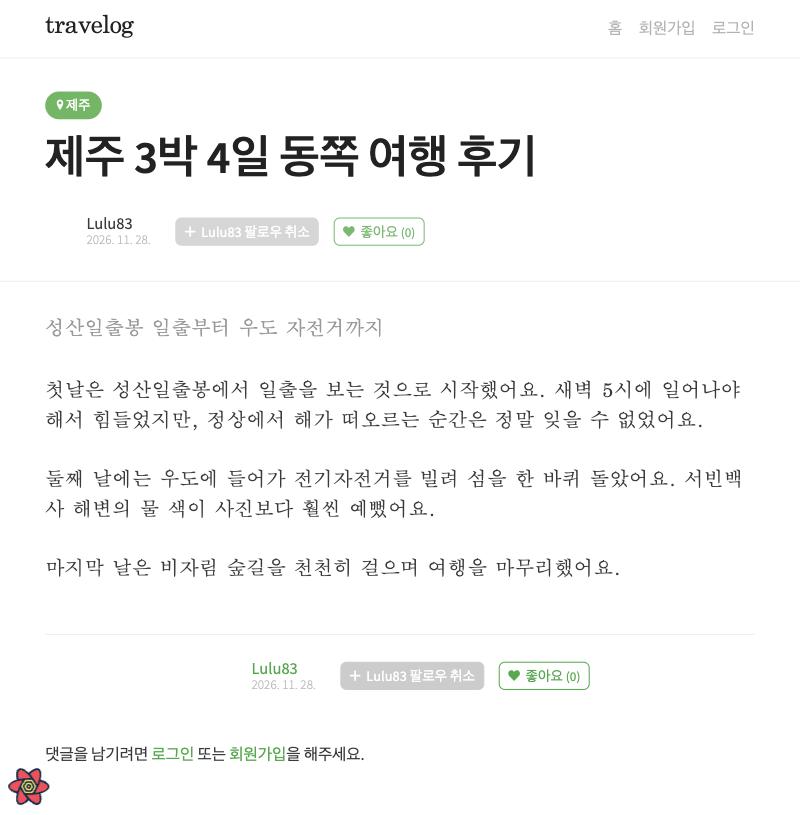 travelog
홈 회원가입 로그인
제주
제주 3박 4일 동쪽 여행 후기
Lulu83
2026. 11. 28.
Lulu83 팔로우 취소
좋아요 (0)
성산일출봉 일출부터 우도 자전거까지
첫날은 성산일출봉에서 일출을 보는 것으로 시작했어요. 새벽 5시에 일어나야
해서 힘들었지만, 정상에서 해가 떠오르는 순간은 정말 잊을 수 없었어요.
둘째 날에는 우도에 들어가 전기자전거를 빌려 섬을 한 바퀴 돌았어요. 서빈백
사 해변의 물 색이 사진보다 훨씬 예뻤어요.
마지막 날은 비자림 숲길을 천천히 걸으며 여행을 마무리했어요.
Lulu83
2026. 11. 28.
Lulu83 팔로우 취소
좋아요 (0)
댓글을 남기려면 로그인 또는 회원가입을 해주세요.